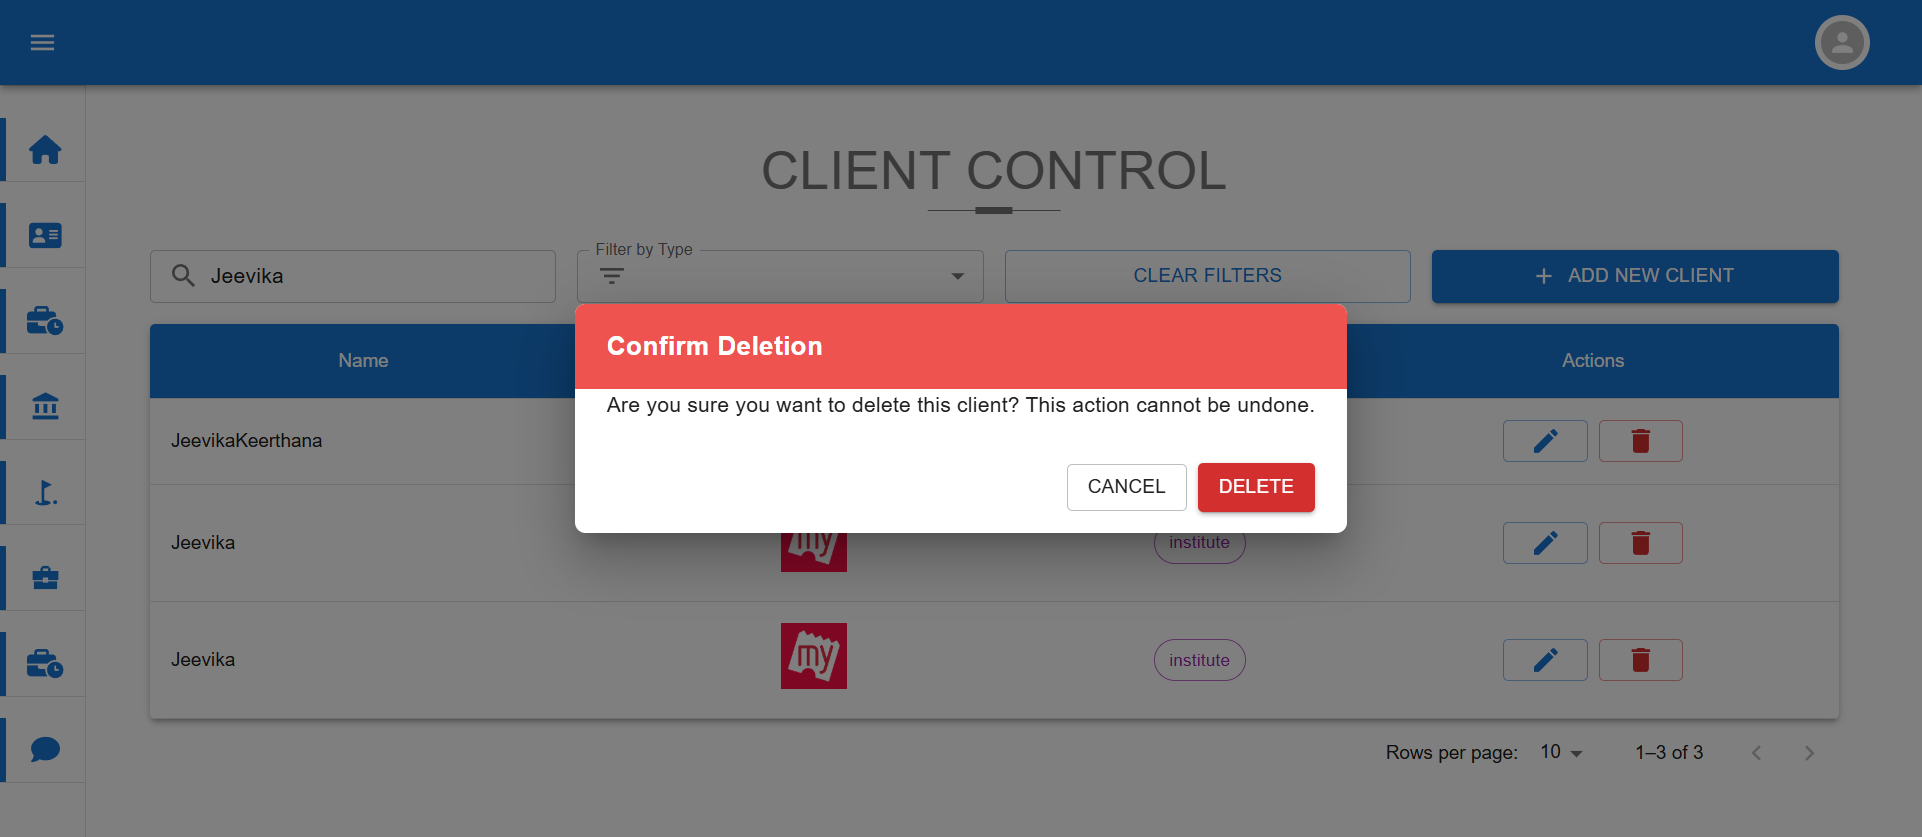 CLIENT CONTROL
Filter by Type
Jeevika
CLEAR FILTERS
ADD NEW CLIENT
Name
Actions
Confirm Deletion
Are you sure you want to delete this client? This action cannot be undone.
CANCEL
DELETE
JeevikaKeerthana
Jeevika
my
institute
Jeevika
my
institute
Rows per page: 10
1–3 of 3